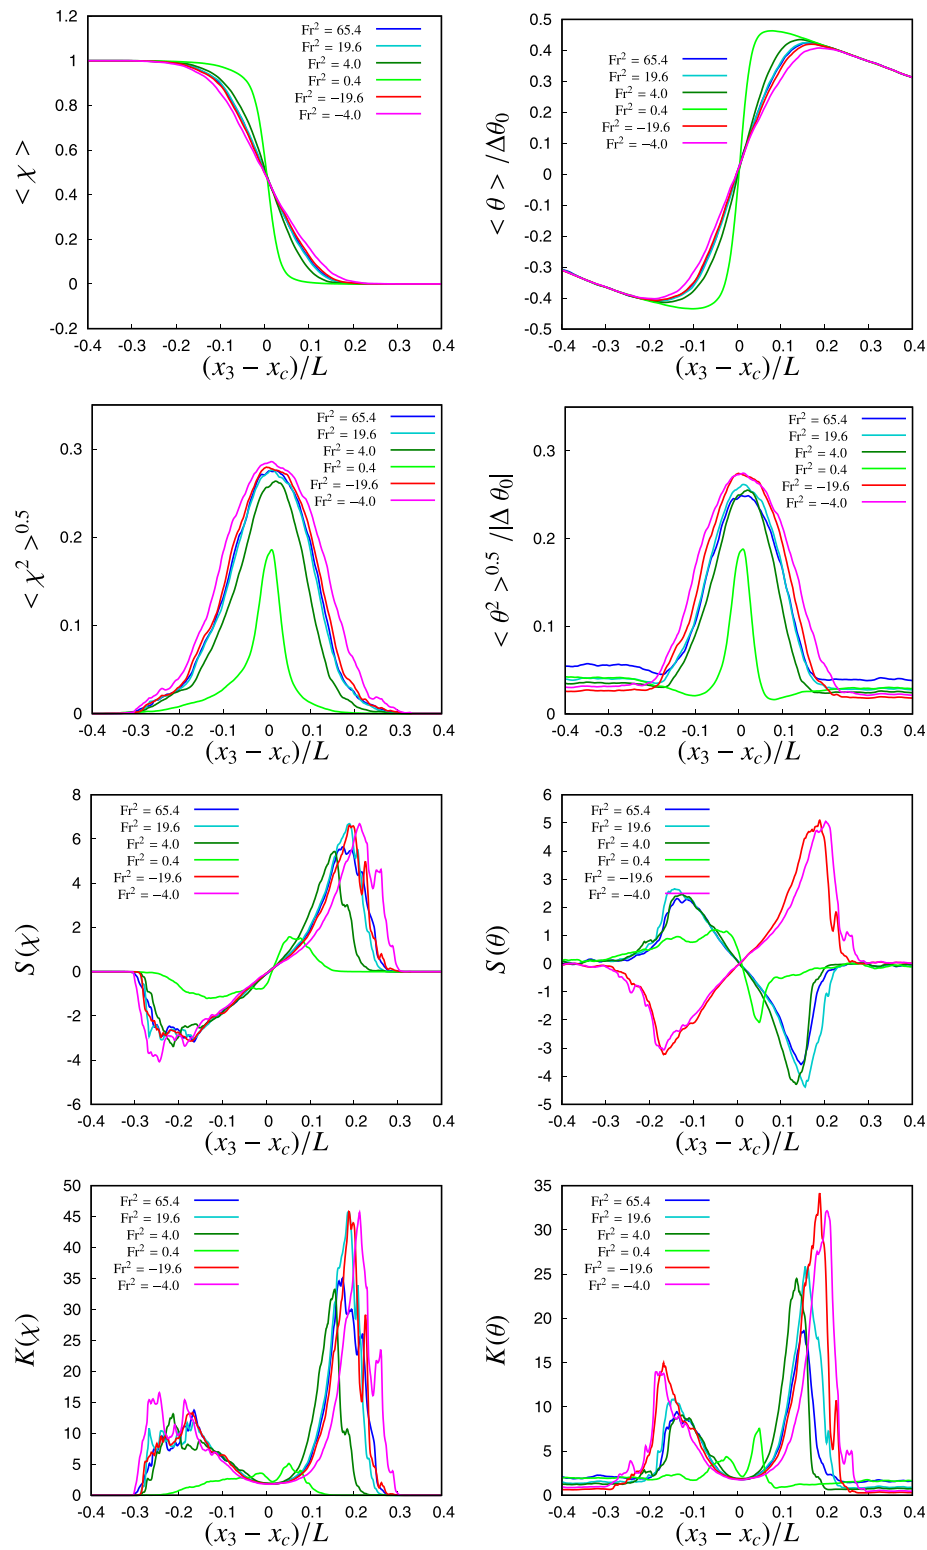 1.2
1
0.8
0.6
0.4
0.2
0
-0.2
< χ >
Fr² = 65.4
Fr² = 19.6
Fr² = 4.0
Fr² = 0.4
Fr² = −19.6
Fr² = −4.0
-0.4 -0.3 -0.2 -0.1 0 0.1 0.2 0.3 0.4
(x₃ − x_c)/L
0.5
0.4
0.3
0.2
0.1
0
-0.1
-0.2
-0.3
-0.4
-0.5
< θ > /Δθ₀
Fr² = 65.4
Fr² = 19.6
Fr² = 4.0
Fr² = 0.4
Fr² = −19.6
Fr² = −4.0
-0.4 -0.3 -0.2 -0.1 0 0.1 0.2 0.3 0.4
(x₃ − x_c)/L
0.3
0.2
0.1
0
< χ² >^0.5
Fr² = 65.4
Fr² = 19.6
Fr² = 4.0
Fr² = 0.4
Fr² = −19.6
Fr² = −4.0
-0.4 -0.3 -0.2 -0.1 0 0.1 0.2 0.3 0.4
(x₃ − x_c)/L
0.3
0.2
0.1
0
< θ² >^0.5 /|Δ θ₀|
Fr² = 65.4
Fr² = 19.6
Fr² = 4.0
Fr² = 0.4
Fr² = −19.6
Fr² = −4.0
-0.4 -0.3 -0.2 -0.1 0 0.1 0.2 0.3 0.4
(x₃ − x_c)/L
8
6
4
2
0
-2
-4
-6
S(χ)
Fr² = 65.4
Fr² = 19.6
Fr² = 4.0
Fr² = 0.4
Fr² = −19.6
Fr² = −4.0
-0.4 -0.3 -0.2 -0.1 0 0.1 0.2 0.3 0.4
(x₃ − x_c)/L
6
5
4
3
2
1
0
-1
-2
-3
-4
-5
S(θ)
Fr² = 65.4
Fr² = 19.6
Fr² = 4.0
Fr² = 0.4
Fr² = −19.6
Fr² = −4.0
-0.4 -0.3 -0.2 -0.1 0 0.1 0.2 0.3 0.4
(x₃ − x_c)/L
50
45
40
35
30
25
20
15
10
5
0
K(χ)
Fr² = 65.4
Fr² = 19.6
Fr² = 4.0
Fr² = 0.4
Fr² = −19.6
Fr² = −4.0
-0.4 -0.3 -0.2 -0.1 0 0.1 0.2 0.3 0.4
(x₃ − x_c)/L
35
30
25
20
15
10
5
0
K(θ)
Fr² = 65.4
Fr² = 19.6
Fr² = 4.0
Fr² = 0.4
Fr² = −19.6
Fr² = −4.0
-0.4 -0.3 -0.2 -0.1 0 0.1 0.2 0.3 0.4
(x₃ − x_c)/L